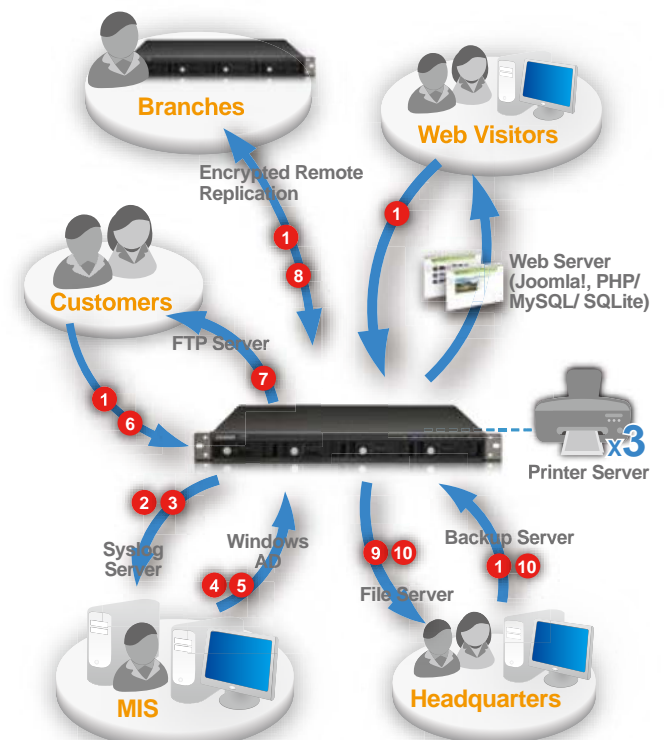 Branches
Web Visitors
Encrypted Remote
Replication
1
1
8
Web Server
(Joomla!, PHP/
MySQL/ SQLite)
Customers
FTP Server
7
1
6
x3
Printer Server
2 3
Syslog
Server
Windows
AD
4 5
9 10
File Server
Backup Server
1 10
MIS
Headquarters